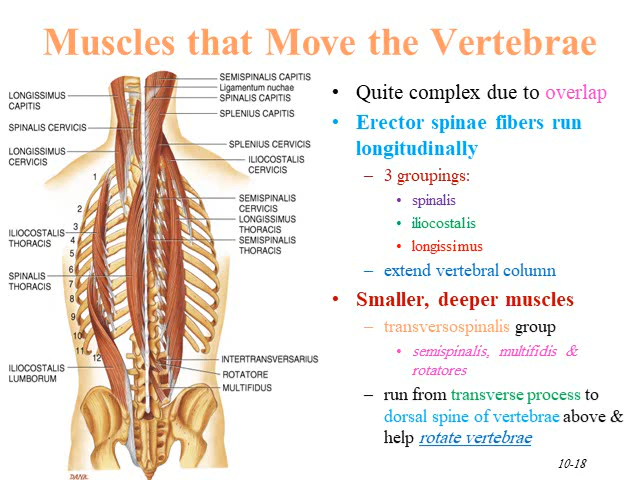 Muscles that Move the Vertebrae
LONGISSIMUS
CAPITIS
SPINALIS CERVICIS
LONGISSIMUS
CERVICIS
1
2
3
4
5
6
7
8
9
10
11
12
ILIOCOSTALIS
THORACIS
SPINALIS
THORACIS
ILIOCOSTALIS
LUMBORUM
SEMISPINALIS CAPITIS
Ligamentum nuchae
SPINALIS CAPITIS
SPLENIUS CAPITIS
SPLENIUS CERVICIS
ILIOCOSTALIS
CERVICIS
SEMISPINALIS
CERVICIS
LONGISSIMUS
THORACIS
SEMISPINALIS
THORACIS
INTERTRANSVERSARIUS
ROTATORE
MULTIFIDUS
• Quite complex due to overlap
• Erector spinae fibers run
longitudinally
– 3 groupings:
• spinalis
• iliocostalis
• longissimus
– extend vertebral column
• Smaller, deeper muscles
– transversospinalis group
• semispinalis, multifidis &
rotatores
– run from transverse process to
dorsal spine of vertebrae above &
help rotate vertebrae
10-18